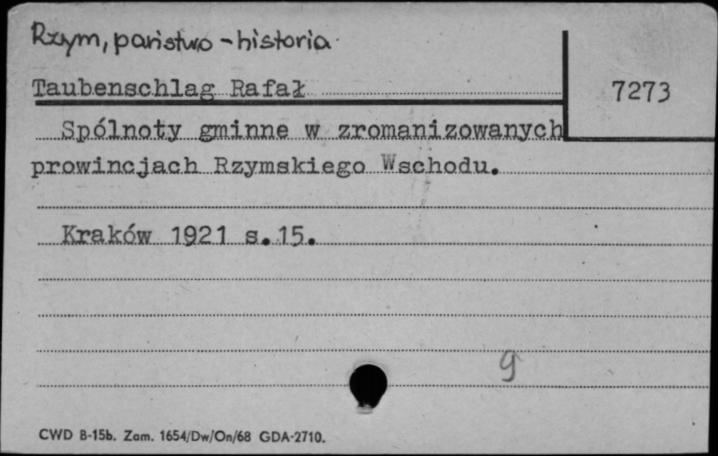 Rzym, państwo - historia
Taubenschlag Rafał
7273
Spólnoty gminne w zromanizowanych
prowincjach Rzymskiego Wschodu.
Kraków 1921 s.15.
g
CWD B-15b. Zam. 1654/Dw/On/68 GDA-2710.